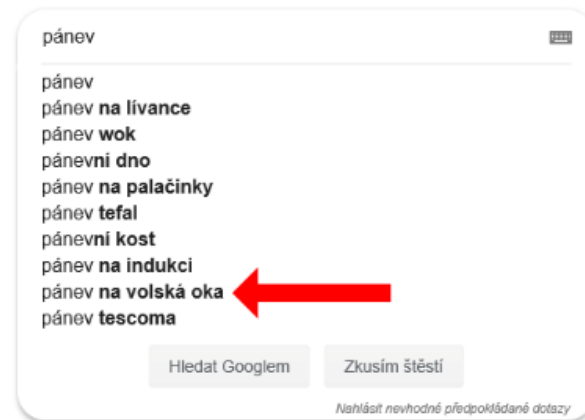 pánev
pánev
pánev na lívance
pánev wok
pánevní dno
pánev na palačinky
pánev tefal
pánevní kost
pánev na indukci
pánev na volská oka
pánev tescoma
Hledat Googlem Zkusím štěstí
Nahlásit nevhodné předpokládané dotazy